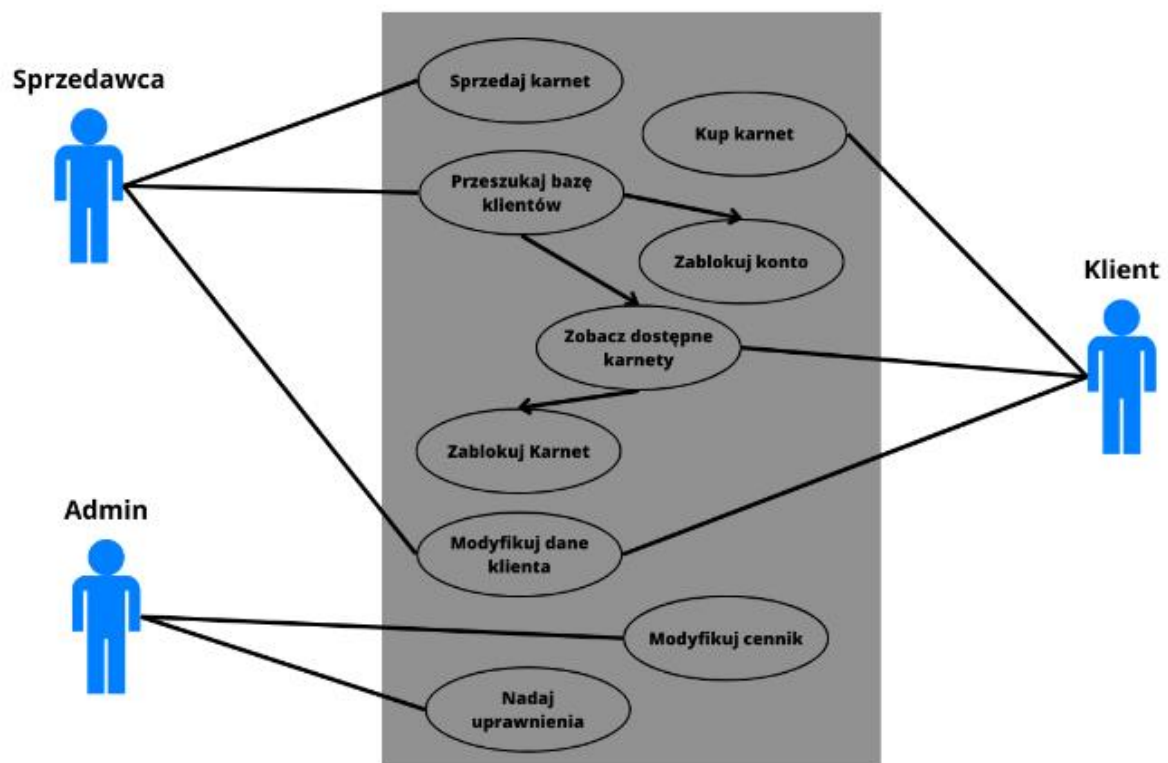 Sprzedawca
Sprzedaj karnet
Kup karnet
Przeszukaj bazę
klientów
Zablokuj konto
Klient
Zobacz dostępne
karnety
Zablokuj Karnet
Admin
Modyfikuj dane
klienta
Modyfikuj cennik
Nadaj
uprawnienia